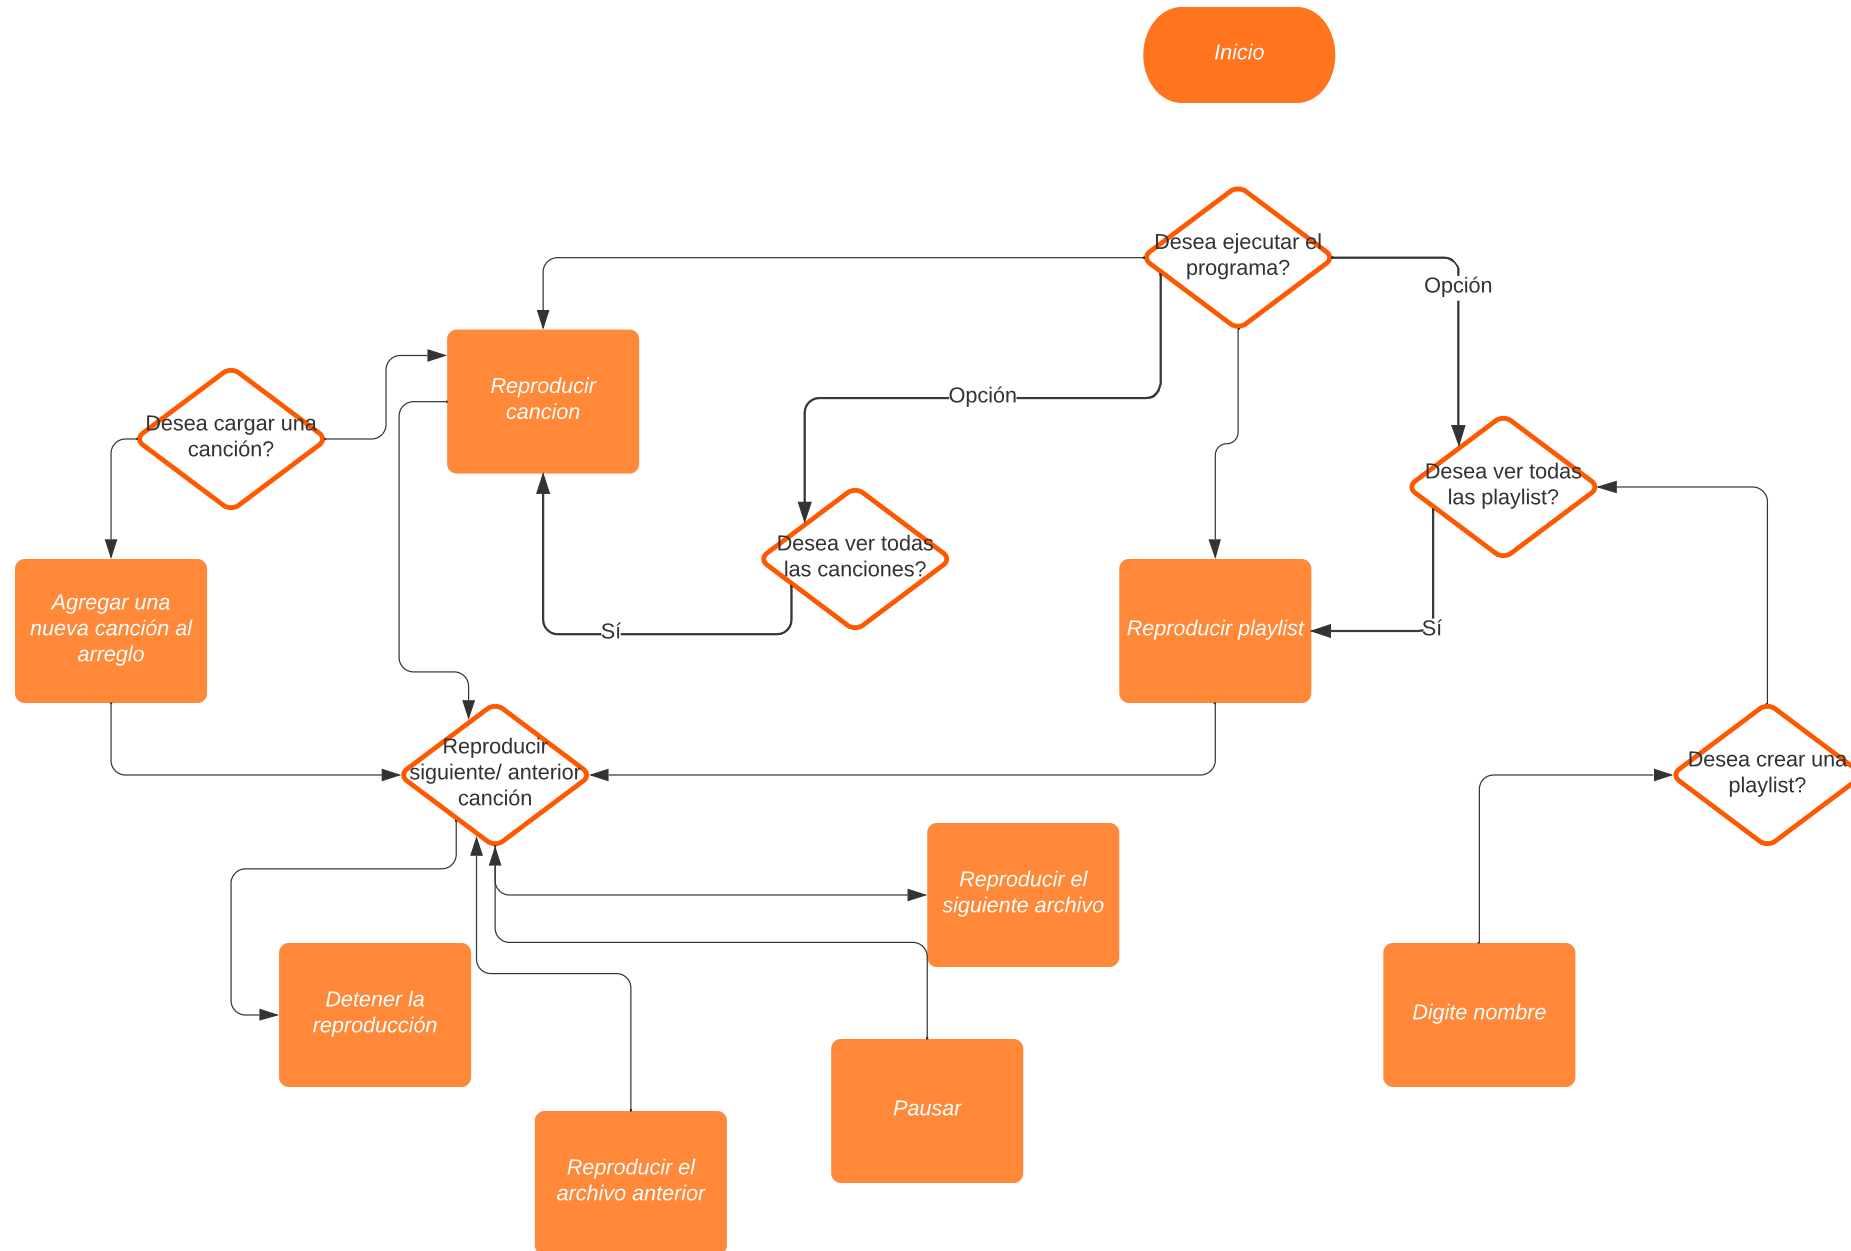 Inicio
Desea ejecutar el
programa?
Opción
Reproducir
cancion
Opción
Desea cargar una
canción?
Desea ver todas
las playlist?
Desea ver todas
las canciones?
Agregar una
nueva canción al
arreglo
Sí
Reproducir playlist
Sí
Reproducir
siguiente/ anterior
canción
Desea crear una
playlist?
Reproducir el
siguiente archivo
Detener la
reproducción
Digite nombre
Pausar
Reproducir el
archivo anterior